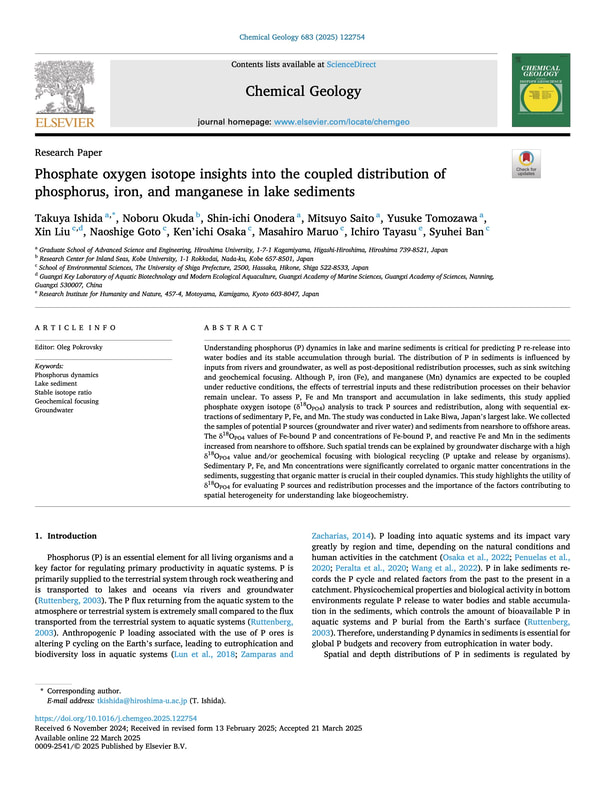 Chemical Geology 683 (2025) 122754
Contents lists available at ScienceDirect
Chemical Geology
journal homepage: www.elsevier.com/locate/chemgeo
ELSEVIER
CHEMICAL
GEOLOGY
Research Paper
Check for
updates
Phosphate oxygen isotope insights into the coupled distribution of
phosphorus, iron, and manganese in lake sediments
Takuya Ishida a,*, Noboru Okuda b, Shin-ichi Onodera a, Mitsuyo Saito a, Yusuke Tomozawa a,
Xin Liu c,d, Naoshige Goto c, Ken'ichi Osaka c, Masahiro Maruo c, Ichiro Tayasu e, Syuhei Ban c
a Graduate School of Advanced Science and Engineering, Hiroshima University, 1-7-1 Kagamiyama, Higashi-Hiroshima, Hiroshima 739-8521, Japan
b Research Center for Inland Seas, Kobe University, 1-1 Rokkodai, Nada-ku, Kobe 657-8501, Japan
c School of Environmental Sciences, The University of Shiga Prefecture, 2500, Hassaka, Hikone, Shiga 522-8533, Japan
d Guangxi Key Laboratory of Aquatic Biotechnology and Modern Ecological Aquaculture, Guangxi Academy of Marine Sciences, Guangxi Academy of Sciences, Nanning,
Guangxi 530007, China
e Research Institute for Humanity and Nature, 457-4, Motoyama, Kamigamo, Kyoto 603-8047, Japan
ARTICLE INFO
Editor: Oleg Pokrovsky
Keywords:
Phosphorus dynamics
Lake sediment
Stable isotope ratio
Geochemical focusing
Groundwater
ABSTRACT
Understanding phosphorus (P) dynamics in lake and marine sediments is critical for predicting P re-release into
water bodies and its stable accumulation through burial. The distribution of P in sediments is influenced by
inputs from rivers and groundwater, as well as post-depositional redistribution processes, such as sink switching
and geochemical focusing. Although P, iron (Fe), and manganese (Mn) dynamics are expected to be coupled
under reductive conditions, the effects of terrestrial inputs and these redistribution processes on their behavior
remain unclear. To assess P, Fe, and Mn transport and accumulation in lake sediments, this study applied
phosphate oxygen isotope (δ18OPO4) analysis to track P sources and redistribution, along with sequential ex-
tractions of sedimentary P, Fe, and Mn. The study was conducted in Lake Biwa, Japan's largest lake. We collected
the samples of potential P sources (groundwater and river water) and sediments from nearshore to offshore areas.
The δ18OPO4 values of Fe-bound P and concentrations of Fe-bound P, and reactive Fe and Mn in the sediments
increased from nearshore to offshore. Such spatial trends can be explained by groundwater discharge with a high
δ18OPO4 value and/or geochemical focusing with biological recycling (P uptake and release by organisms).
Sedimentary P, Fe, and Mn concentrations were significantly correlated to organic matter concentrations in the
sediments, suggesting that organic matter is crucial in their coupled dynamics. This study highlights the utility of
δ18OPO4 for evaluating P sources and redistribution processes and the importance of the factors contributing to
spatial heterogeneity for understanding lake biogeochemistry.
1. Introduction
Phosphorus (P) is an essential element for all living organisms and a
key factor for regulating primary productivity in aquatic systems. P is
primarily supplied to the terrestrial system through rock weathering and
is transported to lakes and oceans via rivers and groundwater
(Ruttenberg, 2003). The P flux returning from the aquatic system to the
atmosphere or terrestrial system is extremely small compared to the flux
transported from the terrestrial system to aquatic systems (Ruttenberg,
2003). Anthropogenic P loading associated with the use of P ores is
altering P cycling on the Earth's surface, leading to eutrophication and
biodiversity loss in aquatic systems (Lun et al., 2018; Zamparas and
Zacharias, 2014). P loading into aquatic systems and its impact vary
greatly by region and time, depending on the natural conditions and
human activities in the catchment (Osaka et al., 2022; Penuelas et al.,
2020; Peralta et al., 2020; Wang et al., 2022). P in lake sediments re-
cords the P cycle and related factors from the past to the present in a
catchment. Physicochemical properties and biological activity in bottom
environments regulate P release to water bodies and stable accumula-
tion in the sediments, which controls the amount of bioavailable P in
aquatic systems and P burial from the Earth's surface (Ruttenberg,
2003). Therefore, understanding P dynamics in sediments is essential for
global P budgets and recovery from eutrophication in water body.
Spatial and depth distributions of P in sediments is regulated by
* Corresponding author.
E-mail address: tkishida@hiroshima-u.ac.jp (T. Ishida).
https://doi.org/10.1016/j.chemgeo.2025.122754
Received 6 November 2024; Received in revised form 13 February 2025; Accepted 21 March 2025
Available online 22 March 2025
0009-2541/© 2025 Published by Elsevier B.V.